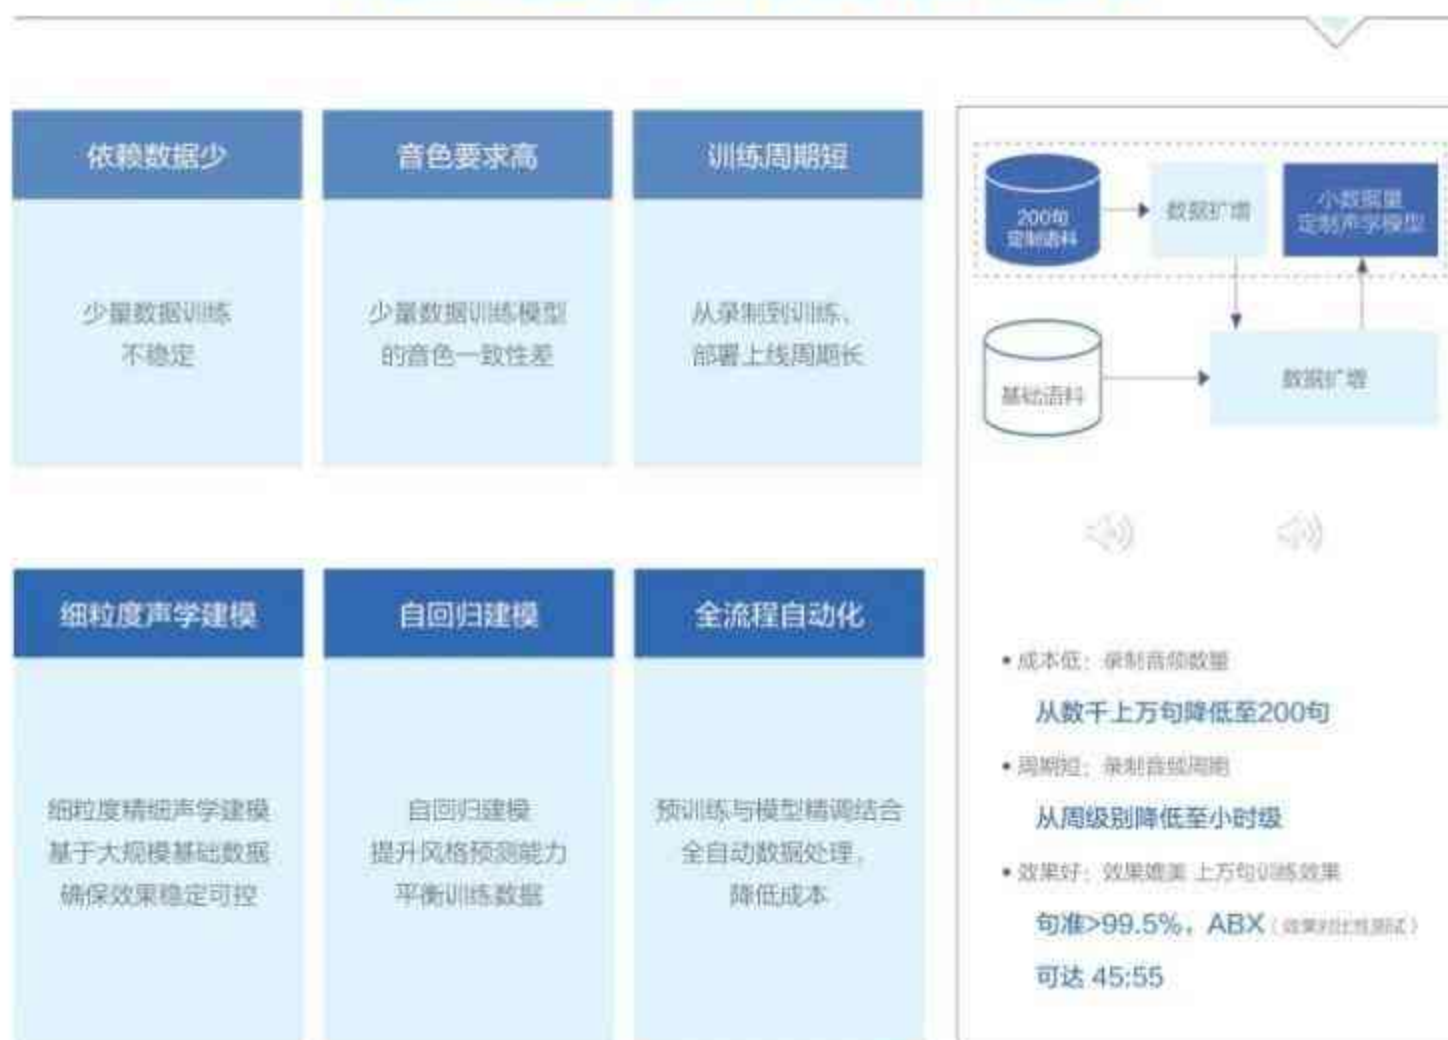 依赖数据少
少量数据训练
不稳定
音色要求高
少量数据训练模型
的音色一致性差
训练周期短
从录制到训练、
部署上线周期长
细粒度声学建模
细粒度精细声学建模
基于大规模基础数据
确保效果稳定可控
自回归建模
自回归建模
提升风格预测能力
平衡训练数据
全流程自动化
预训练与模型精调结合
全自动数据处理,
降低成本
200句
定制语料
数据扩增
小数据量
定制声学模型
基础语料
数据扩增
• 成本低：录制音频数量
从数千上万句降低至200句
• 周期短：录制音频周期
从周级别降低至小时级
• 效果好：效果媲美 上万句训练效果
句准>99.5%，ABX（效果对比性测试）
可达 45:55